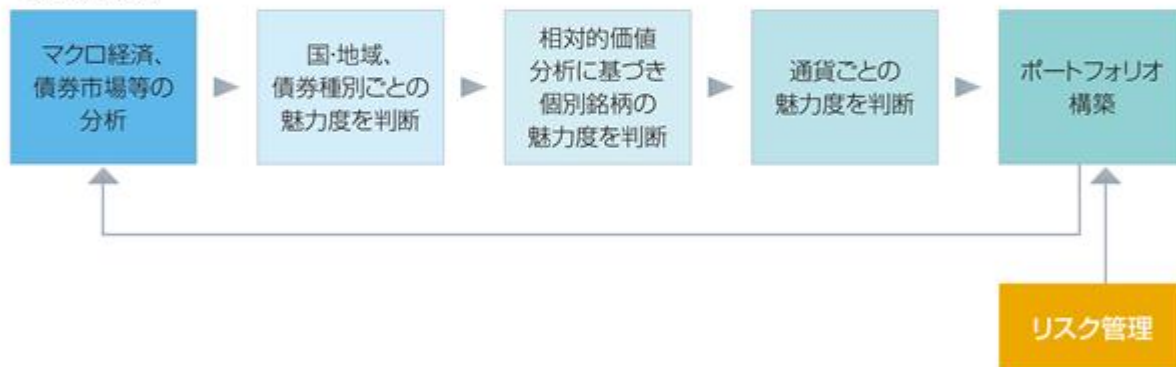 マクロ経済、
債券市場等の
分析
国・地域、
債券種別ごとの
魅力度を判断
相対的価値
分析に基づき
個別銘柄の
魅力度を判断
通貨ごとの
魅力度を判断
ポートフォリオ
構築
リスク管理